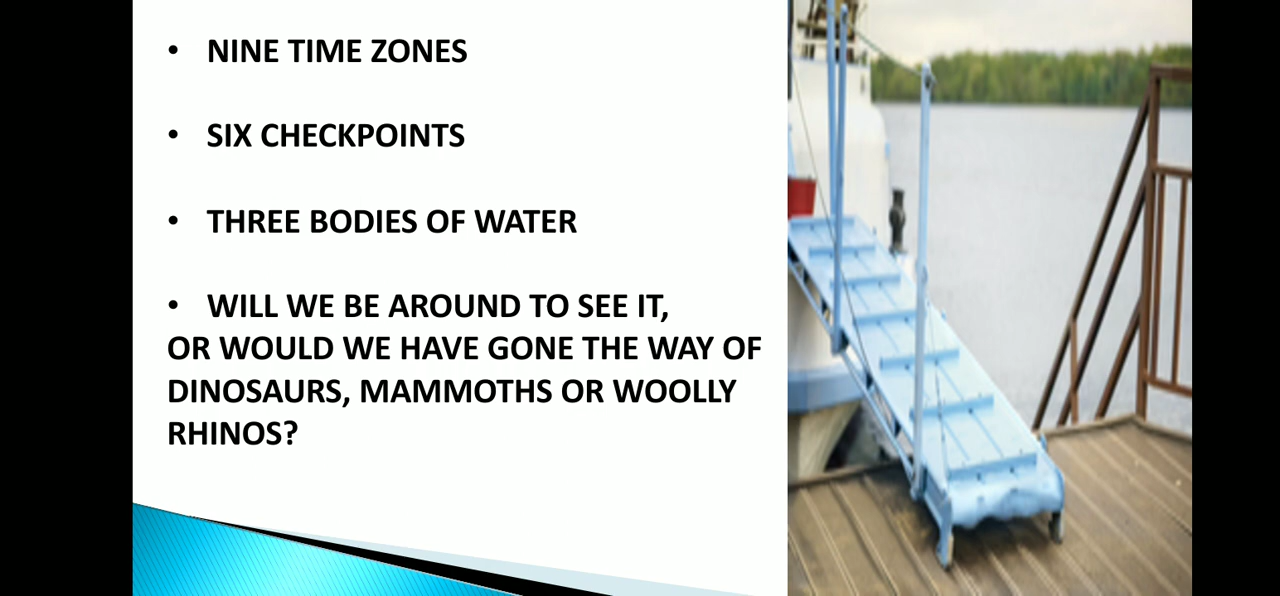 • NINE TIME ZONES
• SIX CHECKPOINTS
• THREE BODIES OF WATER
• WILL WE BE AROUND TO SEE IT,
OR WOULD WE HAVE GONE THE WAY OF
DINOSAURS, MAMMOTHS OR WOOLLY
RHINOS?